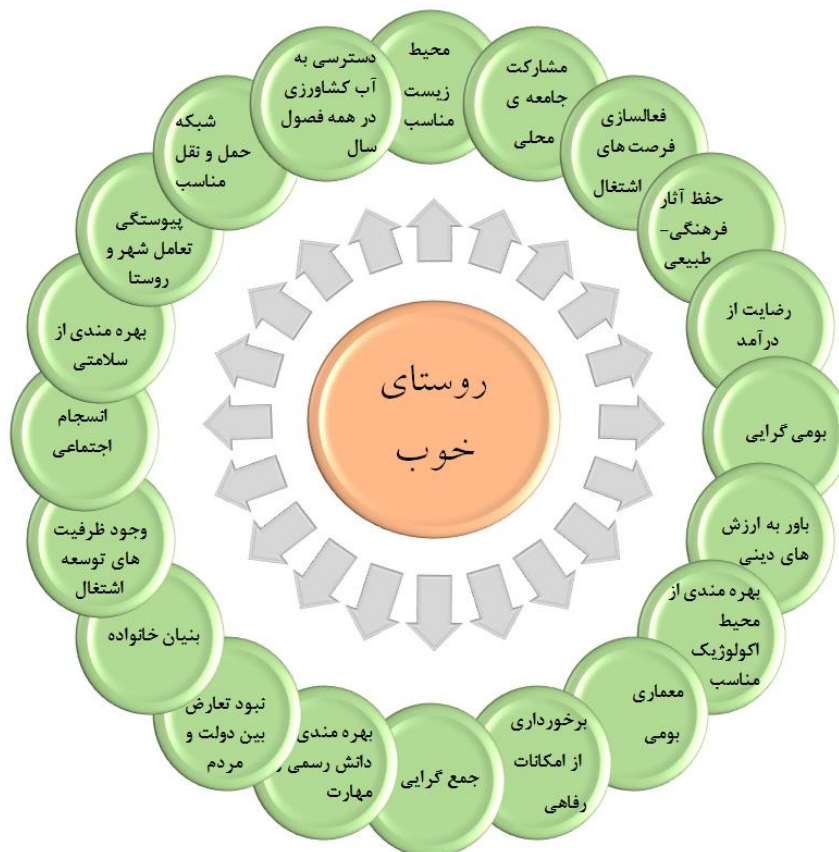 روستای
خوب
محیط
زیست
مناسب
مشارکت
جامعه ی
محلی
فعالسازی
فرصت های
اشتغال
حفظ آثار
فرهنگی-
طبیعی
رضایت از
درآمد
بومی گرایی
باور به ارزش
های دینی
بهره مندی از
محیط
اکولوژیک
مناسب
معماری
بومی
برخورداری
از امکانات
رفاهی
جمع گرایی
بهره مندی
دانش رسمی و
مهارت
نبود تعارض
بین دولت و
مردم
بنیان خانواده
وجود ظرفیت
های توسعه
اشتغال
انسجام
اجتماعی
بهره مندی از
سلامتی
پیوستگی
تعامل شهر و
روستا
شبکه
حمل و نقل
مناسب
دسترسی به
آب کشاورزی
در همه فصول
سال